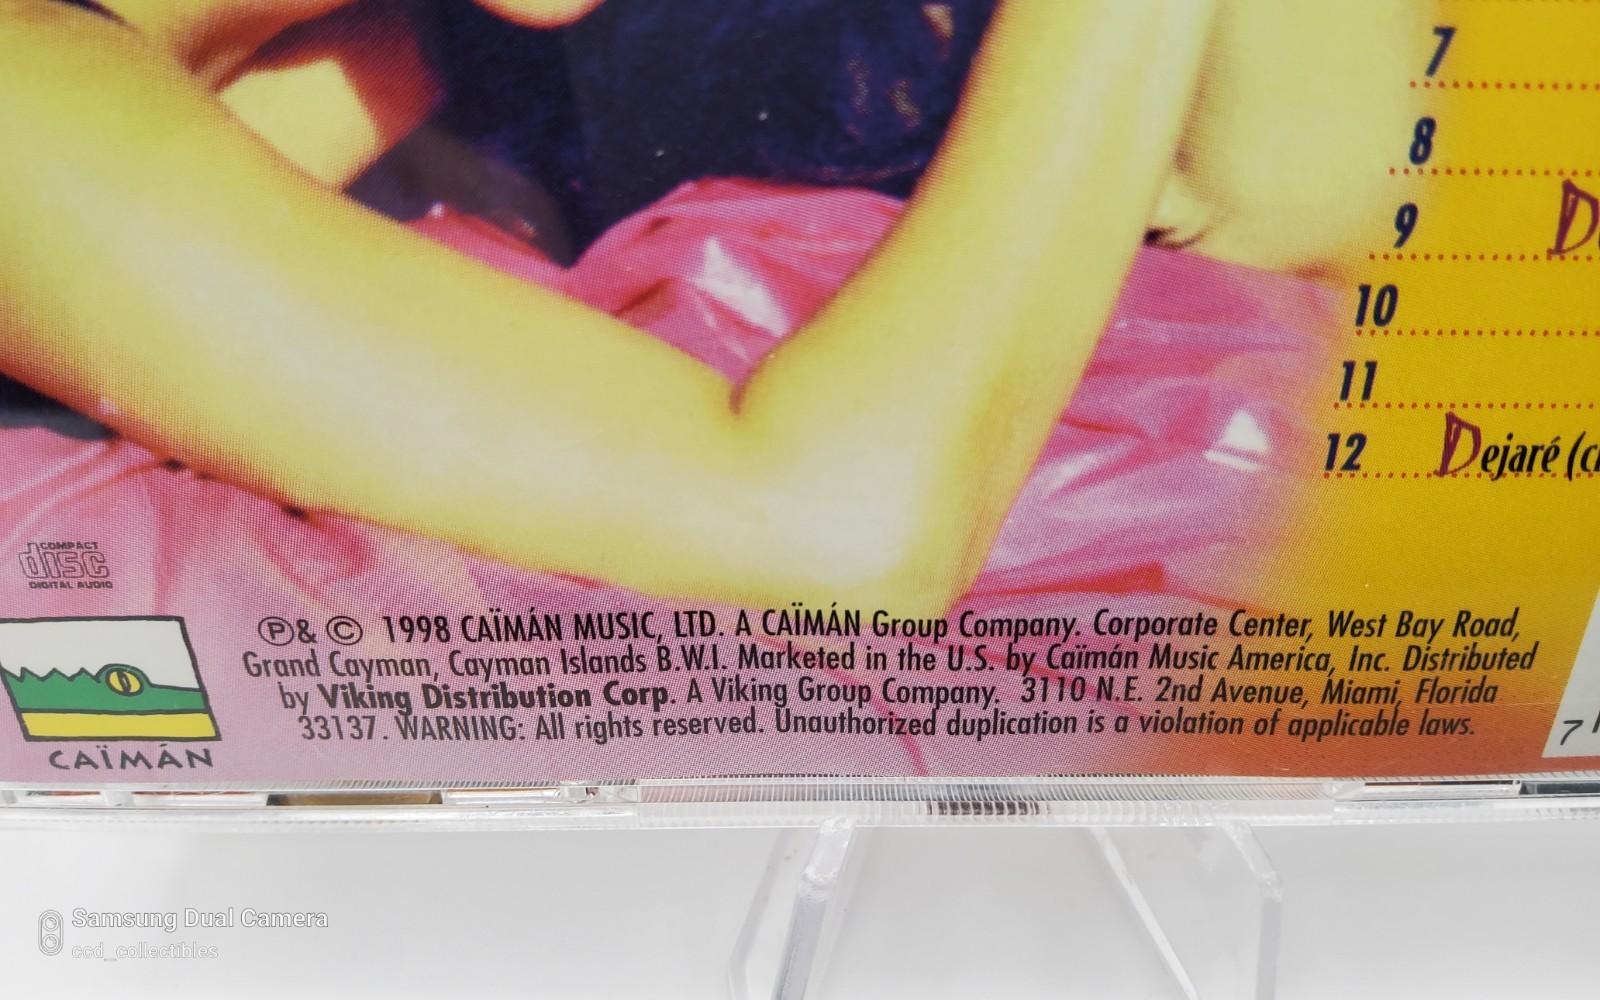 7
8
9 D
10
11
12 Dejaré (c
COMPACT
disc
DIGITAL AUDIO
℗& © 1998 CAÏMÁN MUSIC, LTD. A CAÏMÁN Group Company. Corporate Center, West Bay Road,
Grand Cayman, Cayman Islands B.W.I. Marketed in the U.S. by Caïmán Music America, Inc. Distributed
by Viking Distribution Corp. A Viking Group Company. 3110 N.E. 2nd Avenue, Miami, Florida
33137. WARNING: All rights reserved. Unauthorized duplication is a violation of applicable laws.
7
CAÏMÁN
Samsung Dual Camera
ccd_collectibles